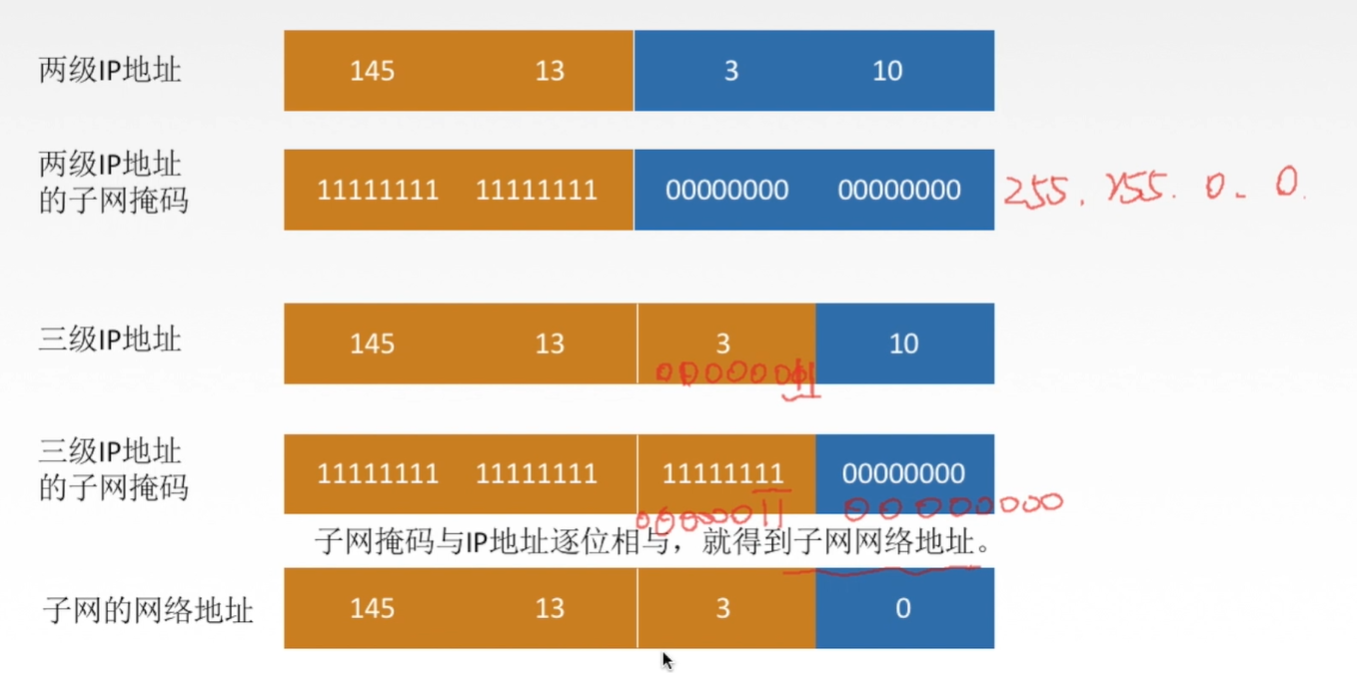 两级IP地址 145 13 3 10
两级IP地址
的子网掩码
11111111 11111111 00000000 00000000 255.255.0.0.
三级IP地址 145 13 3 10
00000011
三级IP地址
的子网掩码
11111111 11111111 11111111 00000000
00000011 00000000
子网掩码与IP地址逐位相与，就得到子网网络地址。
子网的网络地址 145 13 3 0